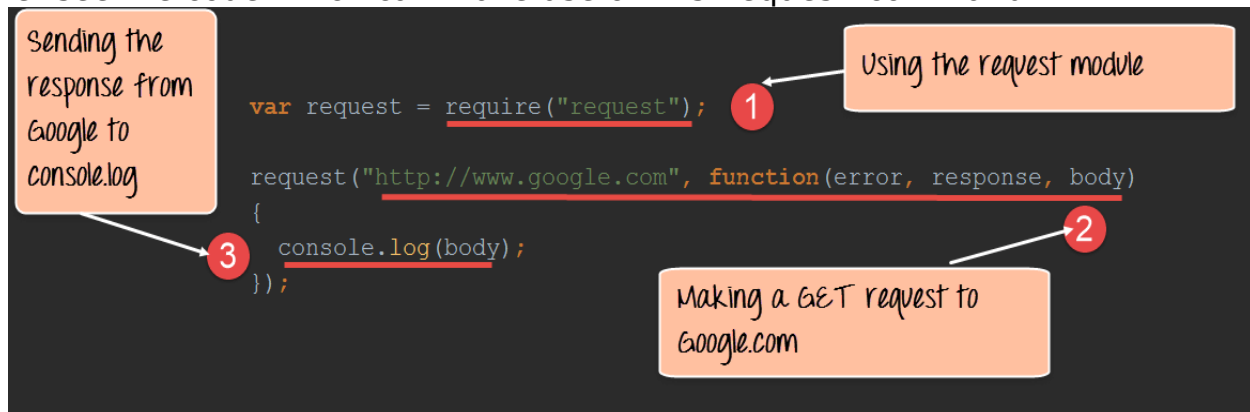 Sending the
response from
Google to
console.log
Using the request module
var request = require("request");
1
request("http://www.google.com", function(error, response, body)
{
2
3
console.log(body);
});
Making a GET request to
Google.com